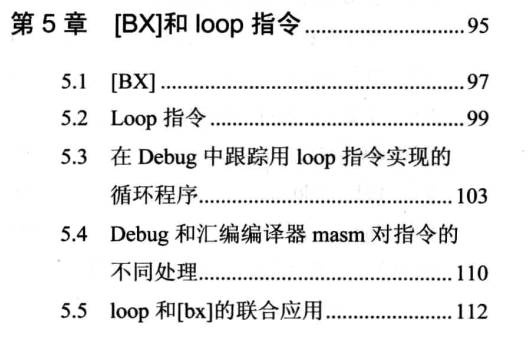 第 5 章 [BX]和 loop 指令............................95
5.1 [BX]......................................................97
5.2 Loop 指令.............................................99
5.3 在 Debug 中跟踪用 loop 指令实现的
循环程序.............................................103
5.4 Debug 和汇编编译器 masm 对指令的
不同处理.............................................110
5.5 loop 和[bx]的联合应用......................112